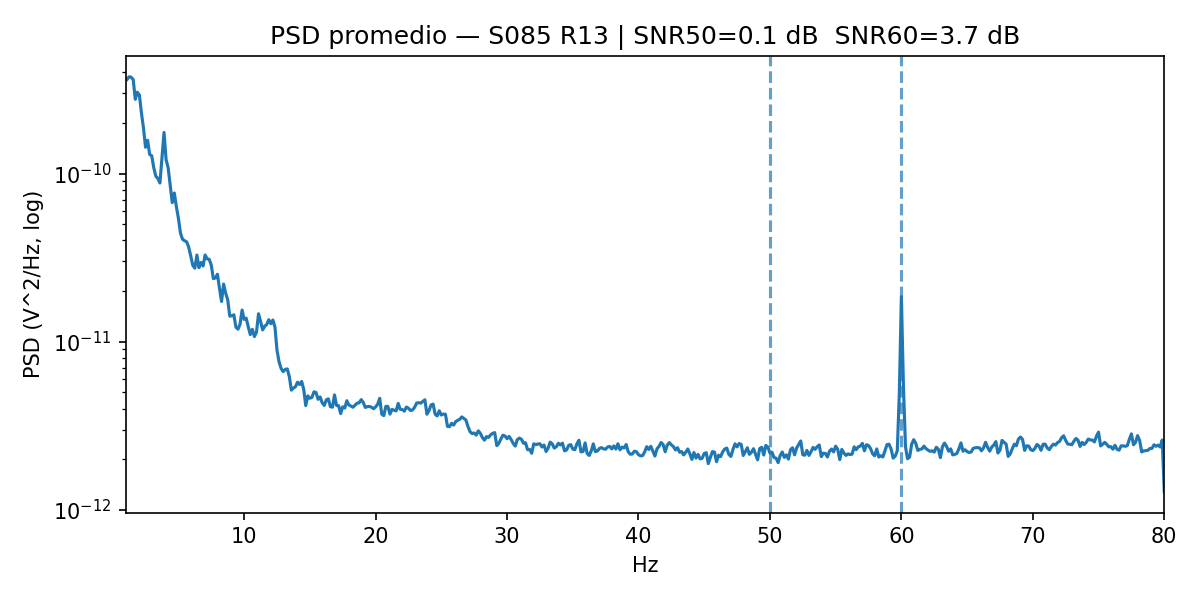 PSD promedio — S085 R13 | SNR50=0.1 dB  SNR60=3.7 dB
PSD (V^2/Hz, log)
10⁻¹⁰
10⁻¹¹
10⁻¹²
10 20 30 40 50 60 70 80
Hz